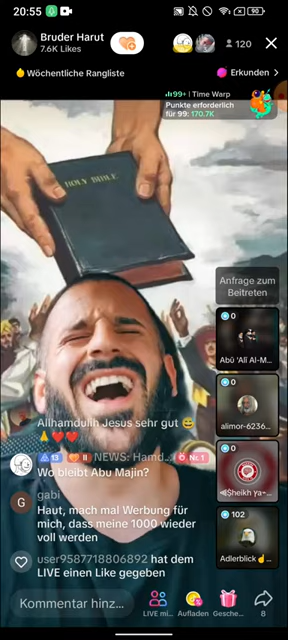 20:55
90
Bruder Harut
7.6K Likes
120
Wöchentliche Rangliste
Erkunden
99+ | Time Warp
Punkte erforderlich
für 99: 170.7K
HOLY BIBLE
Anfrage zum
Beitreten
0
Abū 'Alī Al-M...
0
alimor-6236...
0
Sheikh ya-...
102
Adlerblick☝...
Allhamdulih Jesus sehr gut 😅
🙏❤️❤️
13 II NEWS: Hamd... Nr. 1
Wo bleibt Abu Majin?
G gabi
Haut, mach mal Werbung für
mich, dass meine 1000 wieder
voll werden
user9587718806892 hat dem
LIVE einen Like gegeben
Kommentar hinz...
LIVE mi...
Aufladen
Gesche...
8